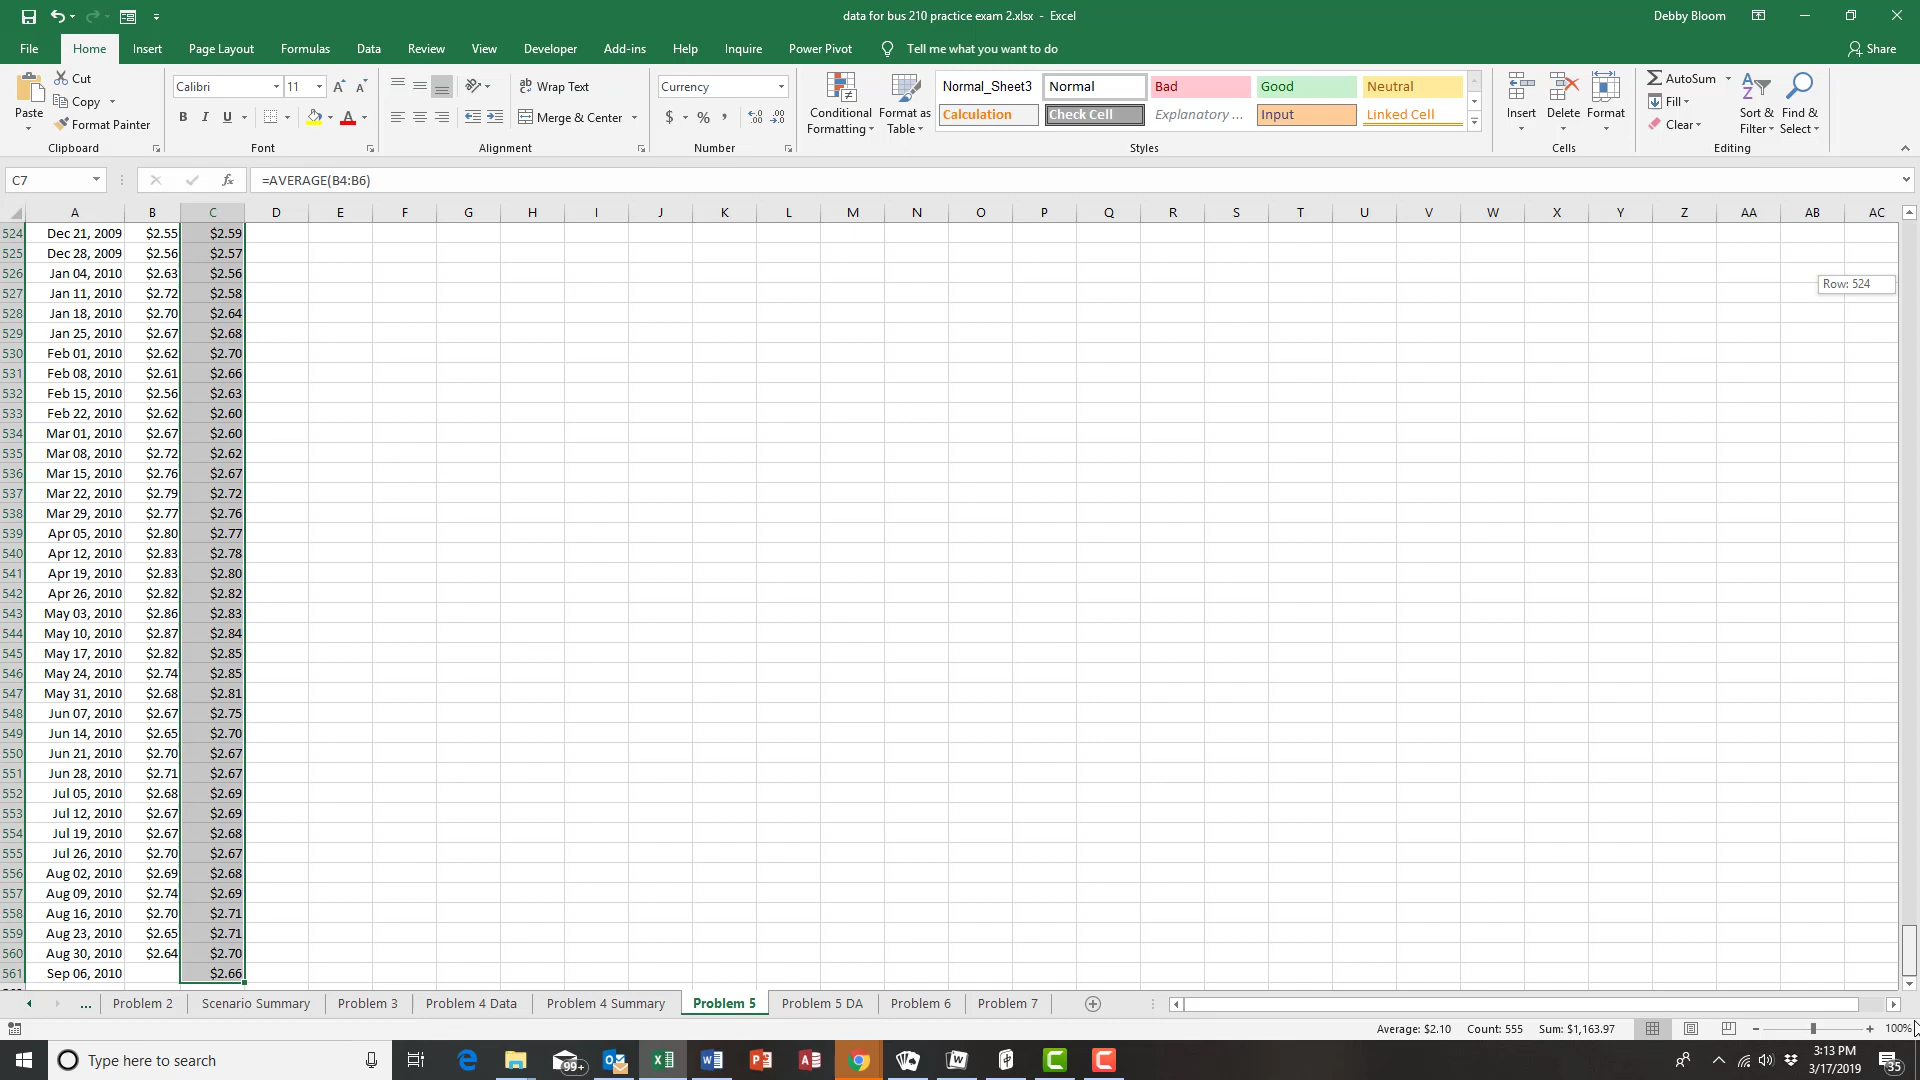 data for bus 210 practice exam 2.xlsx - Excel
Debby Bloom
File Home Insert Page Layout Formulas Data Review View Developer Add-ins Help Inquire Power Pivot Tell me what you want to do Share
Paste
Cut
Copy
Format Painter
Clipboard
Calibri 11
B I U A
Font
Wrap Text
Merge & Center
Alignment
Currency
$ % ,
Number
Conditional Formatting
Format as Table
Normal_Sheet3 Normal Bad Good Neutral
Calculation Check Cell Explanatory ... Input Linked Cell
Styles
Insert Delete Format
Cells
AutoSum
Fill
Clear
Sort & Filter
Find & Select
Editing
C7 fx =AVERAGE(B4:B6)
A B C D E F G H I J K L M N O P Q R S T U V W X Y Z AA AB AC
524 Dec 21, 2009 $2.55 $2.59
525 Dec 28, 2009 $2.56 $2.57
526 Jan 04, 2010 $2.63 $2.56
Row: 524
527 Jan 11, 2010 $2.72 $2.58
528 Jan 18, 2010 $2.70 $2.64
529 Jan 25, 2010 $2.67 $2.68
530 Feb 01, 2010 $2.62 $2.70
531 Feb 08, 2010 $2.61 $2.66
532 Feb 15, 2010 $2.56 $2.63
533 Feb 22, 2010 $2.62 $2.60
534 Mar 01, 2010 $2.67 $2.60
535 Mar 08, 2010 $2.72 $2.62
536 Mar 15, 2010 $2.76 $2.67
537 Mar 22, 2010 $2.79 $2.72
538 Mar 29, 2010 $2.77 $2.76
539 Apr 05, 2010 $2.80 $2.77
540 Apr 12, 2010 $2.83 $2.78
541 Apr 19, 2010 $2.83 $2.80
542 Apr 26, 2010 $2.82 $2.82
543 May 03, 2010 $2.86 $2.83
544 May 10, 2010 $2.87 $2.84
545 May 17, 2010 $2.82 $2.85
546 May 24, 2010 $2.74 $2.85
547 May 31, 2010 $2.68 $2.81
548 Jun 07, 2010 $2.67 $2.75
549 Jun 14, 2010 $2.65 $2.70
550 Jun 21, 2010 $2.70 $2.67
551 Jun 28, 2010 $2.71 $2.67
552 Jul 05, 2010 $2.68 $2.69
553 Jul 12, 2010 $2.67 $2.69
554 Jul 19, 2010 $2.67 $2.68
555 Jul 26, 2010 $2.70 $2.67
556 Aug 02, 2010 $2.69 $2.68
557 Aug 09, 2010 $2.74 $2.69
558 Aug 16, 2010 $2.70 $2.71
559 Aug 23, 2010 $2.65 $2.71
560 Aug 30, 2010 $2.64 $2.70
561 Sep 06, 2010 $2.66
... Problem 2 Scenario Summary Problem 3 Problem 4 Data Problem 4 Summary Problem 5 Problem 5 DA Problem 6 Problem 7
Average: $2.10 Count: 555 Sum: $1,163.97 100%
Type here to search
99+
3:13 PM
3/17/2019
35